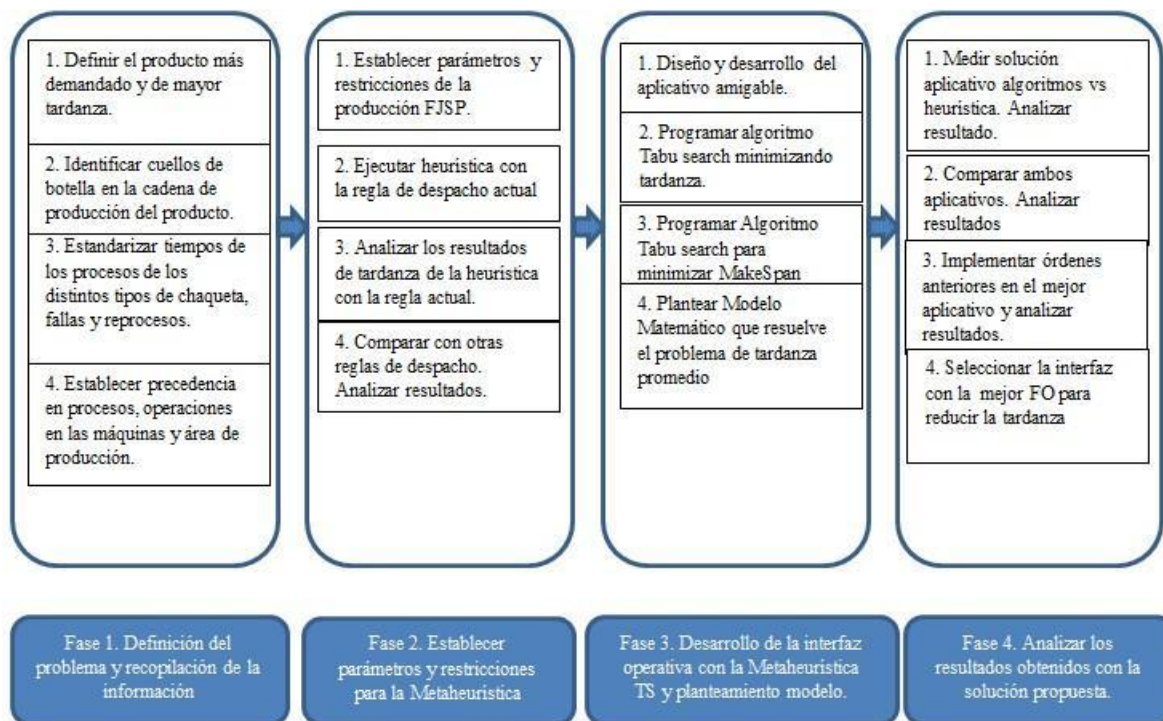 1. Definir el producto más
demandado y de mayor
tardanza.
2. Identificar cuellos de
botella en la cadena de
producción del producto.
3. Estandarizar tiempos de
los procesos de los
distintos tipos de chaqueta,
fallas y reprocesos.
4. Establecer precedencia
en procesos, operaciones
en las máquinas y área de
producción.
1. Establecer parámetros y
restricciones de la
producción FJSP.
2. Ejecutar heuristica con
la regla de despacho actual
3. Analizar los resultados
de tardanza de la heuristica
con la regla actual.
4. Comparar con otras
reglas de despacho.
Analizar resultados.
1. Diseño y desarrollo del
aplicativo amigable.
2. Programar algoritmo
Tabu search minimizando
tardanza.
3. Programar Algoritmo
Tabu search para
minimizar MakeSpan
4. Plantear Modelo
Matemático que resuelve
el problema de tardanza
promedio
1. Medir solución
aplicativo algoritmos vs
heuristica. Analizar
resultado.
2. Comparar ambos
aplicativos. Analizar
resultados
3. Implementar órdenes
anteriores en el mejor
aplicativo y analizar
resultados.
4. Seleccionar la interfaz
con la mejor FO para
reducir la tardanza
Fase 1. Definición del
problema y recopilación de la
información
Fase 2. Establecer
parámetros y restricciones
para la Metaheurística
Fase 3. Desarrollo de la interfaz
operativa con la Metaheuristica
TS y planteamiento modelo.
Fase 4. Analizar los
resultados obtenidos con la
solución propuesta.